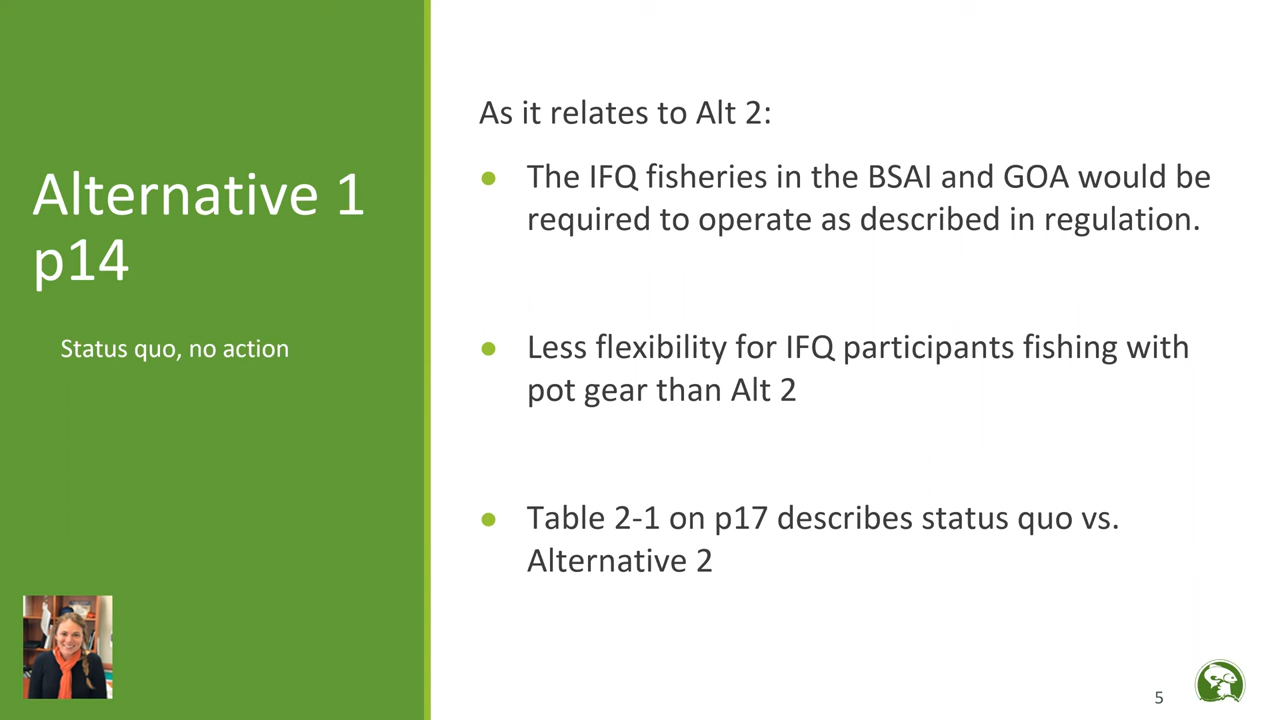 Alternative 1
p14
Status quo, no action
As it relates to Alt 2:
● The IFQ fisheries in the BSAI and GOA would be
required to operate as described in regulation.
● Less flexibility for IFQ participants fishing with
pot gear than Alt 2
● Table 2-1 on p17 describes status quo vs.
Alternative 2
5